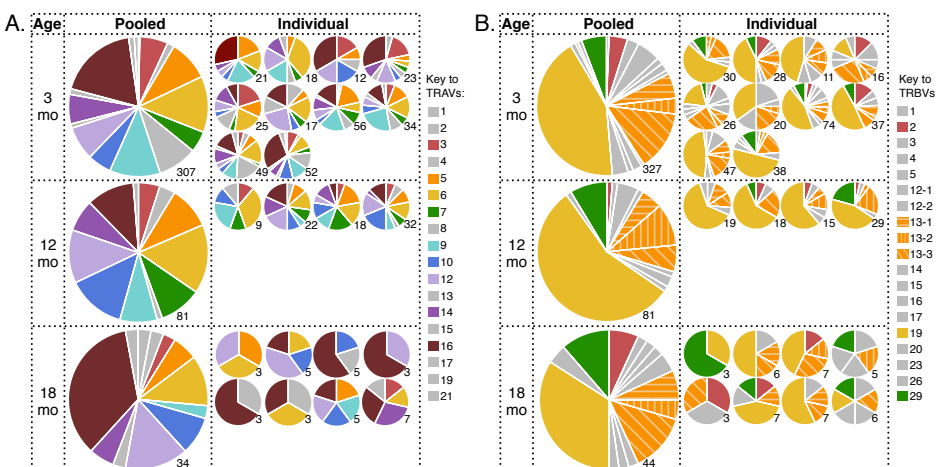 A.
Age Pooled Individual
3
mo
307
21 18 12 23
25 17 56 34
49 52
12
mo
81
9 22 18 32
18
mo
34
3 5 5 3
3 3 5 7
Key to
TRAVs:
1
2
3
4
5
6
7
8
9
10
12
13
14
15
16
17
19
21
B.
Age Pooled Individual
3
mo
327
30 28 11 16
26 20 74 37
47 38
12
mo
81
19 18 15 29
18
mo
44
3 6 7 5
3 7 7 6
Key to
TRBVs:
1
2
3
4
5
12-1
12-2
13-1
13-2
13-3
14
15
16
17
19
20
23
26
29